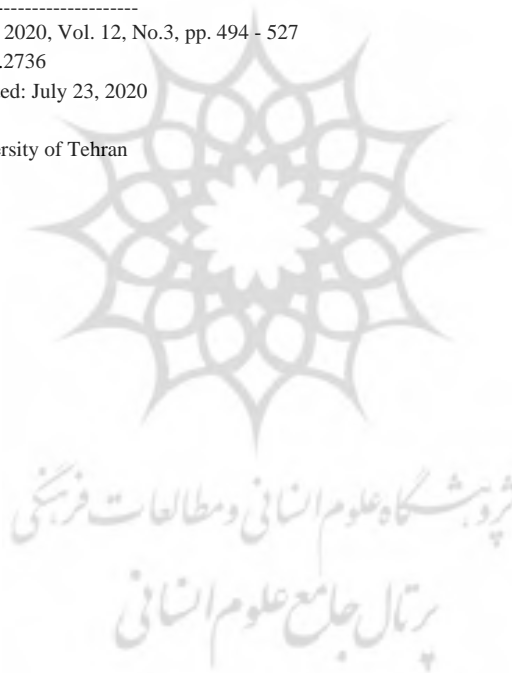 --------------------
2020, Vol. 12, No.3, pp. 494 - 527
.2736
ed: July 23, 2020
ersity of Tehran
پژوهشگاه علوم انسانی و مطالعات فرهنگی
پرتال جامع علوم انسانی